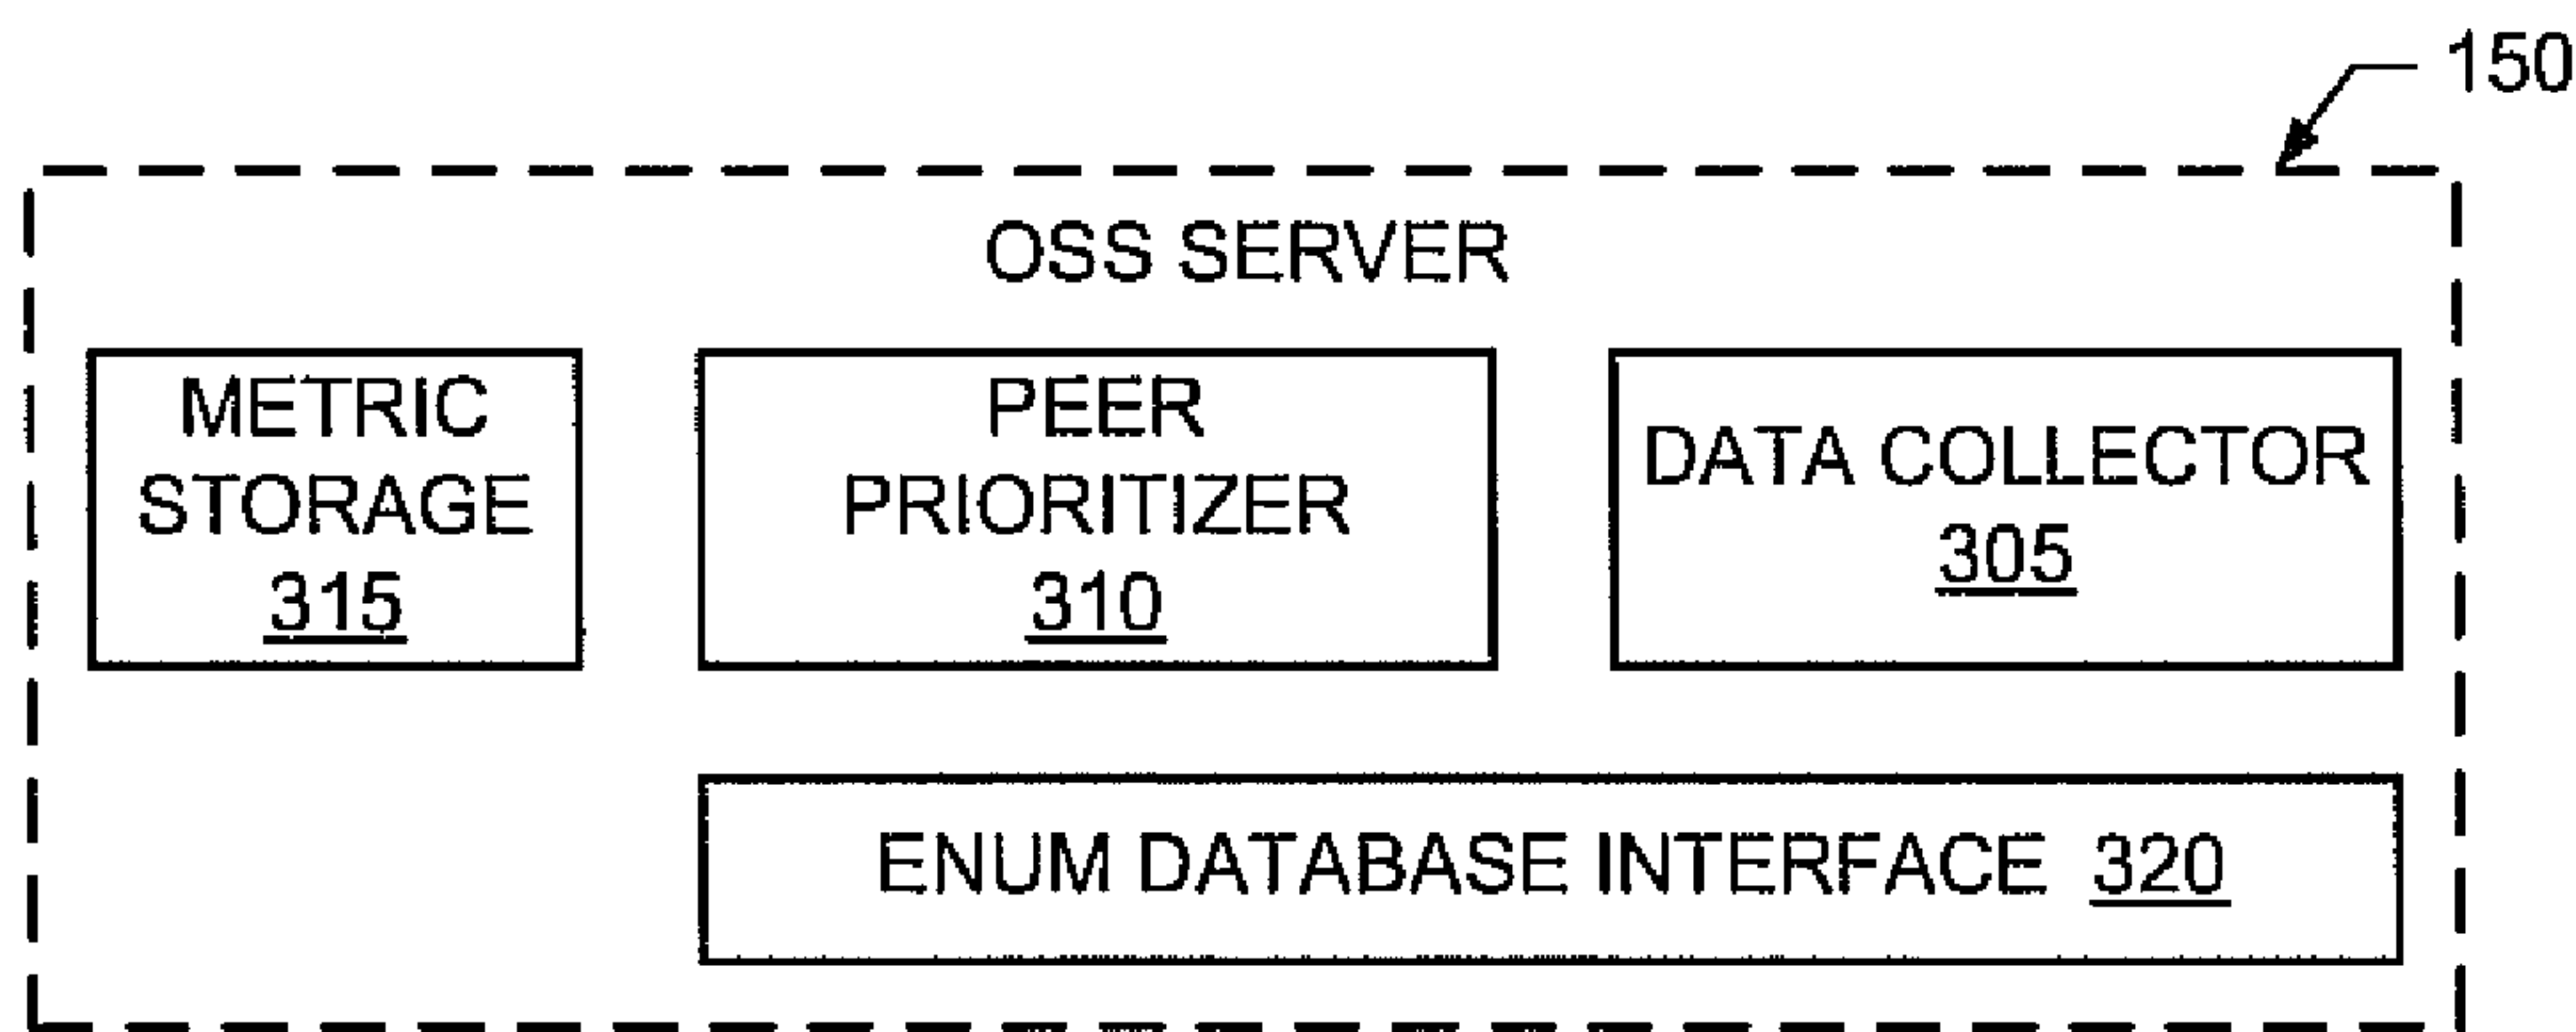 150
OSS SERVER
METRIC
STORAGE
315
PEER
PRIORITIZER
310
DATA COLLECTOR
305
ENUM DATABASE INTERFACE 320